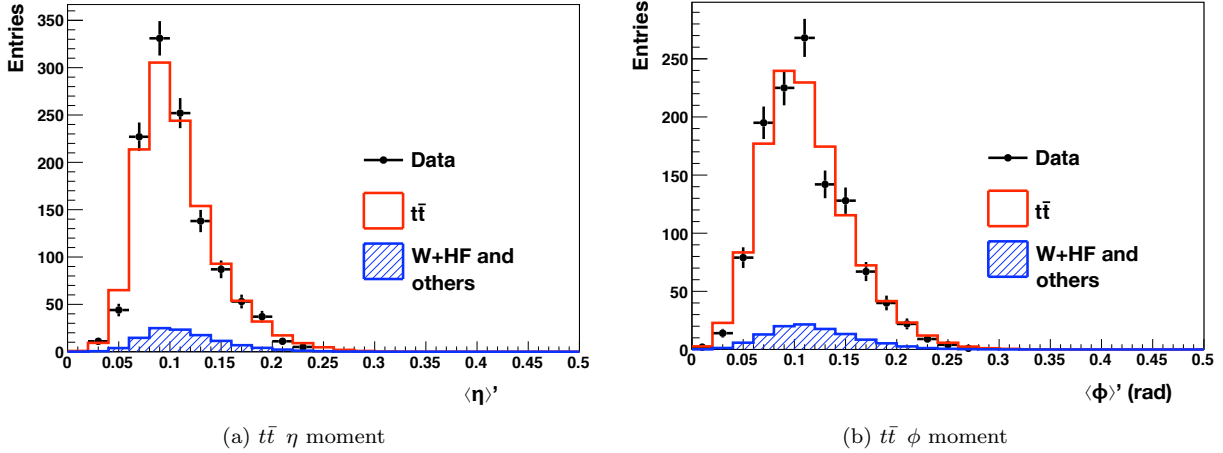 Entries
350
300
250
200
150
100
50
0
0 0.05 0.1 0.15 0.2 0.25 0.3 0.35 0.4 0.45 0.5
⟨η⟩'
Data
tt̄
W+HF and
others
(a) tt̄ η moment
Entries
250
200
150
100
50
0
0 0.05 0.1 0.15 0.2 0.25 0.3 0.35 0.4 0.45 0.5
⟨ϕ⟩' (rad)
Data
tt̄
W+HF and
others
(b) tt̄ ϕ moment